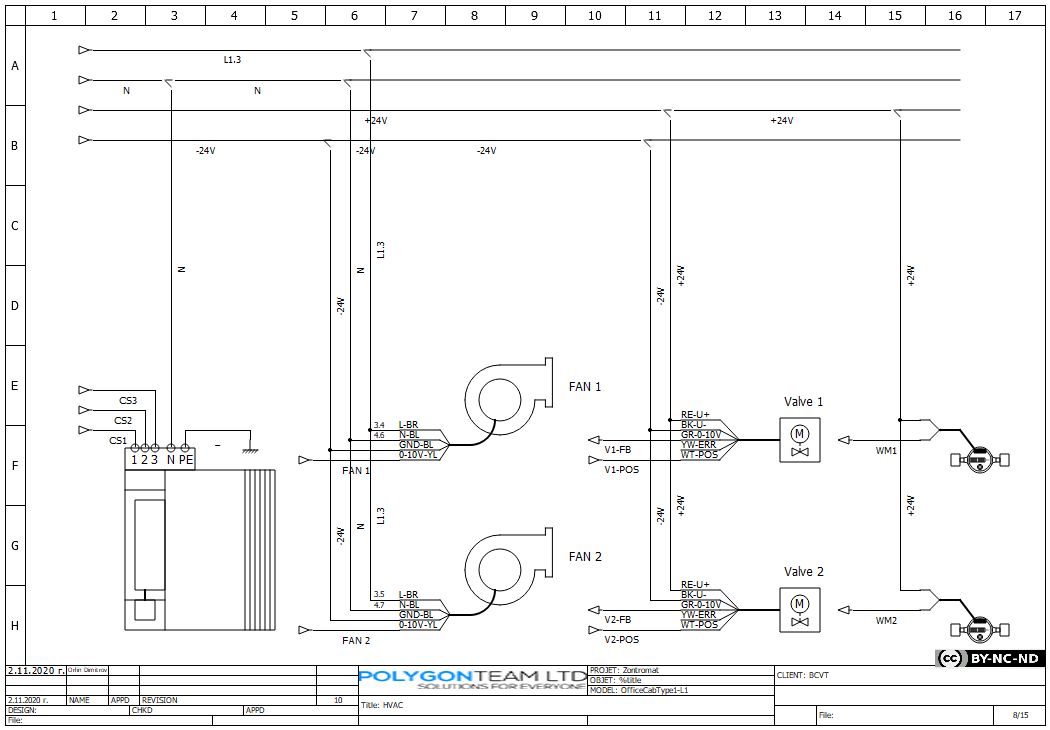 1 2 3 4 5 6 7 8 9 10 11 12 13 14 15 16 17
A
L1.3
N N
+24V +24V
B
-24V -24V -24V
C
L1.3
N N +24V +24V
D
-24V -24V
E
FAN 1
CS3
CS2
CS1
Valve 1
3.4 L-BR
4.6 N-BL
GND-BL
0-10V-YL
FAN 1
RE-U+
BK-U-
GR-0-10V
YW-ERR
WT-POS
M
V1-FB
V1-POS
WM1
F
1 2 3 N PE
–
L1.3
N
-24V
-24V
+24V
+24V
G
FAN 2
Valve 2
3.5 L-BR
4.7 N-BL
GND-BL
0-10V-YL
FAN 2
RE-U+
BK-U-
GR-0-10V
YW-ERR
WT-POS
M
V2-FB
V2-POS
WM2
H
cc BY-NC-ND
2.11.2020 г. Orlin Dimitrov
2.11.2020 г. NAME APPD REVISION 10
DESIGN: CHKD APPD
File:
POLYGONTEAM LTD
SOLUTIONS FOR EVERYONE
Title: HVAC
PROJET: Zontromat
OBJET: %title
MODEL: OfficeCabType1-L1
CLIENT: BCVT
File: 8/15